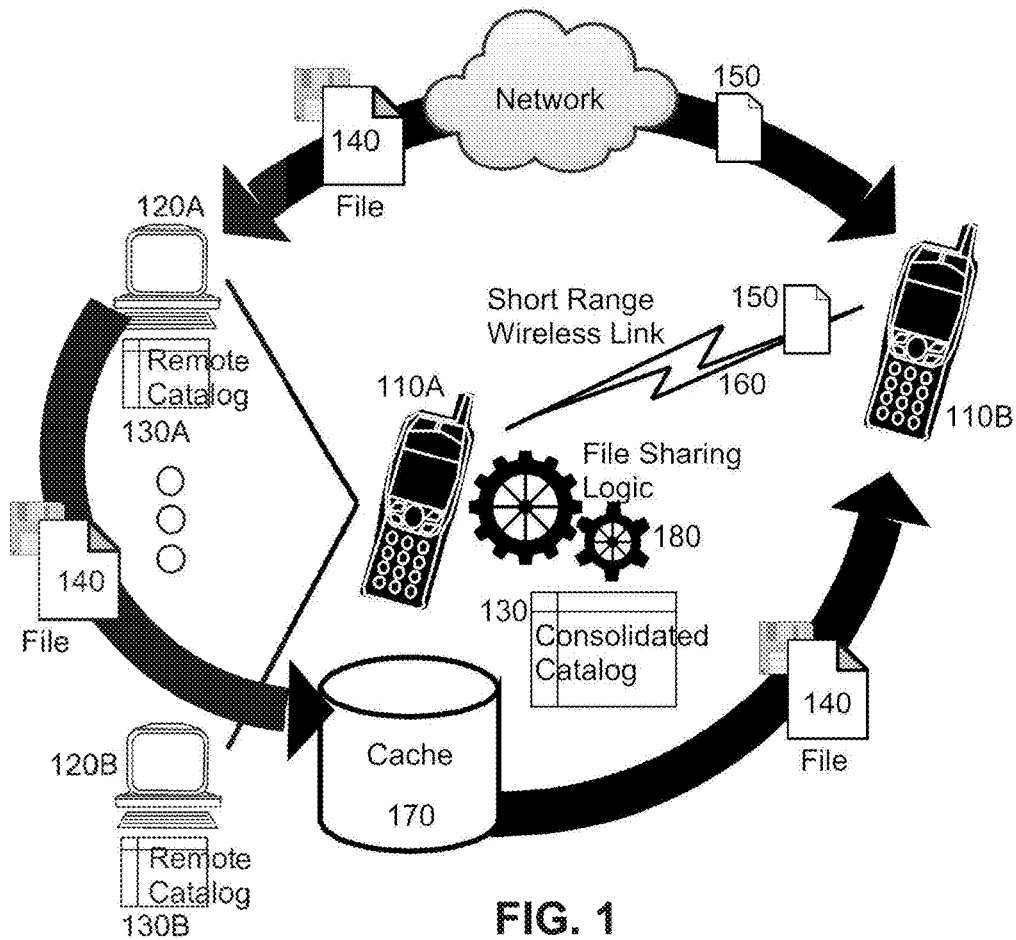 150
Network
140
File
120A
Short Range
Wireless Link
150
160
110A
110B
Remote
Catalog
130A
File Sharing
Logic
180
140
File
130
Consolidated
Catalog
140
File
Cache
170
120B
Remote
Catalog
130B
FIG. 1